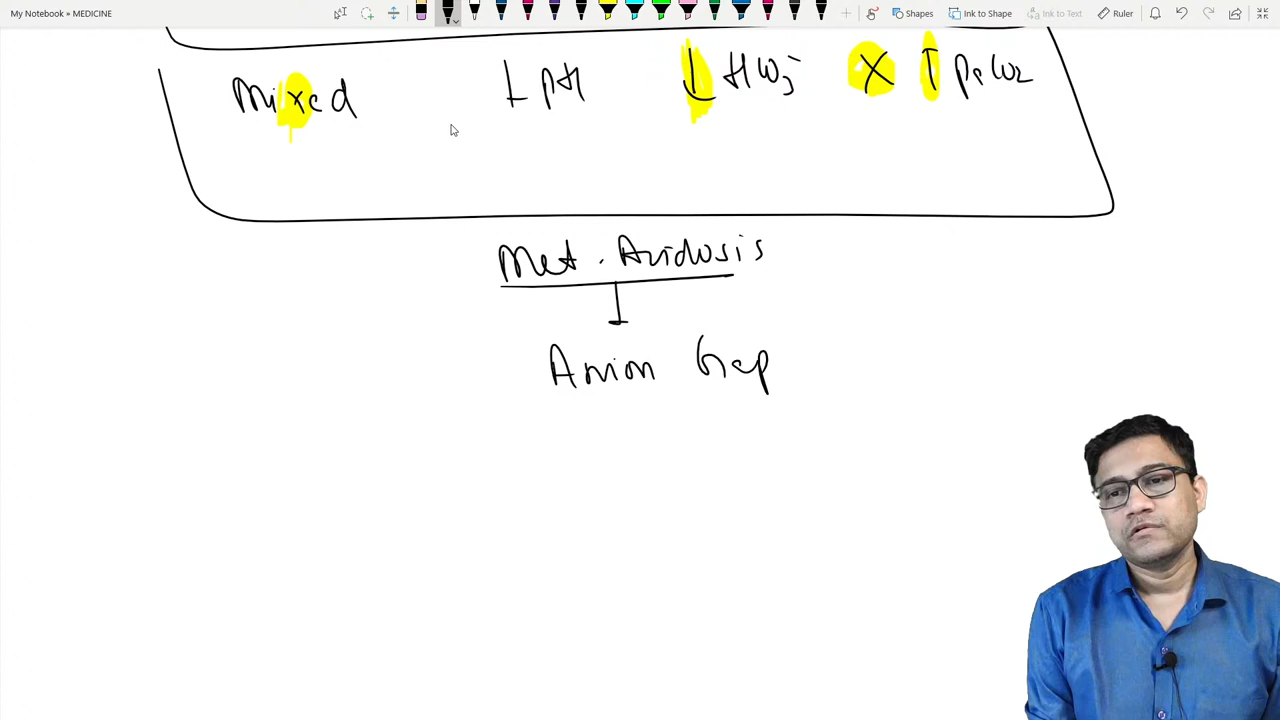 My Notebook » MEDICINE
Shapes Ink to Shape Ink to Text Ruler
Mixed ↓ pH ↓ HCO3- X ↑ PaCO2
Met. Acidosis
Anion Gap